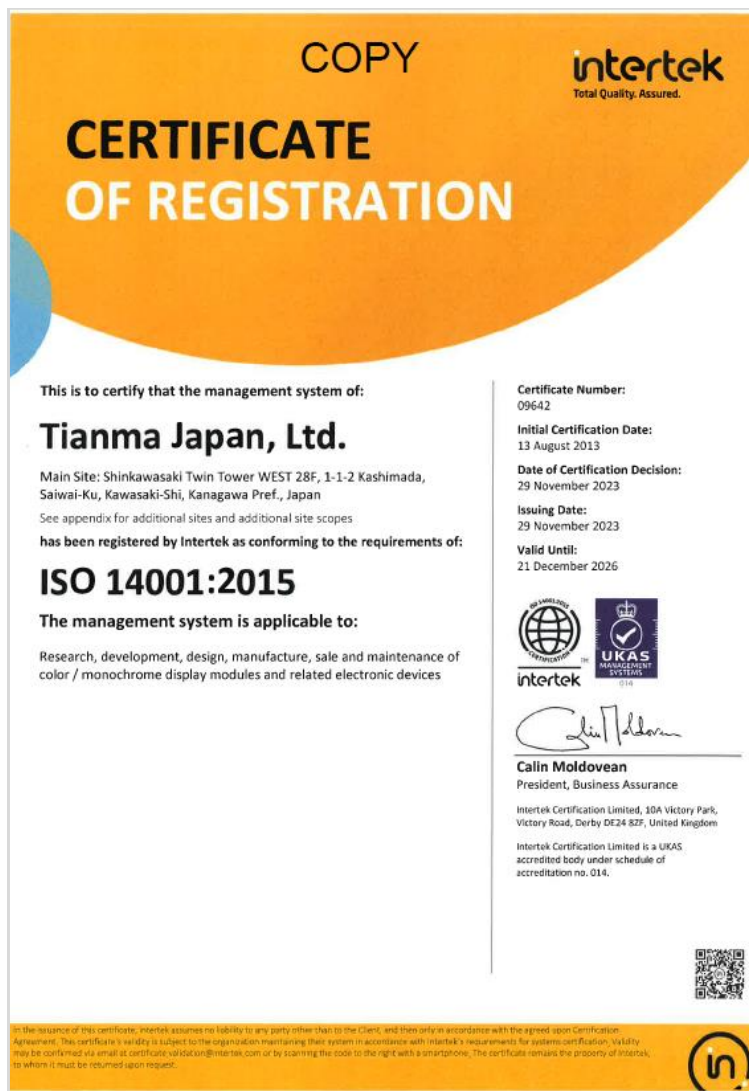 COPY
intertek
Total Quality. Assured.
CERTIFICATE
OF REGISTRATION
This is to certify that the management system of:
Tianma Japan, Ltd.
Main Site: Shinkawasaki Twin Tower WEST 28F, 1-1-2 Kashimada,
Saiwai-Ku, Kawasaki-Shi, Kanagawa Pref., Japan
See appendix for additional sites and additional site scopes
has been registered by Intertek as conforming to the requirements of:
ISO 14001:2015
The management system is applicable to:
Research, development, design, manufacture, sale and maintenance of
color / monochrome display modules and related electronic devices
Certificate Number:
09642
Initial Certification Date:
13 August 2013
Date of Certification Decision:
29 November 2023
Issuing Date:
29 November 2023
Valid Until:
21 December 2026
ISO 14001:2015
CERTIFICATION
TM
intertek
UKAS
MANAGEMENT
SYSTEMS
014
Calin Moldovean
Calin Moldovean
President, Business Assurance
Intertek Certification Limited, 10A Victory Park,
Victory Road, Derby DE24 8ZF, United Kingdom
Intertek Certification Limited is a UKAS
accredited body under schedule of
accreditation no. 014.
In the issuance of this certificate, Intertek assumes no liability to any party other than to the Client, and then only in accordance with the agreed upon Certification
Agreement. This certificate's validity is subject to the organization maintaining their system in accordance with Intertek's requirements for systems certification. Validity
may be confirmed via email at certificate.validation@intertek.com or by scanning the code to the right with a smartphone. The certificate remains the property of Intertek,
to whom it must be returned upon request.
in